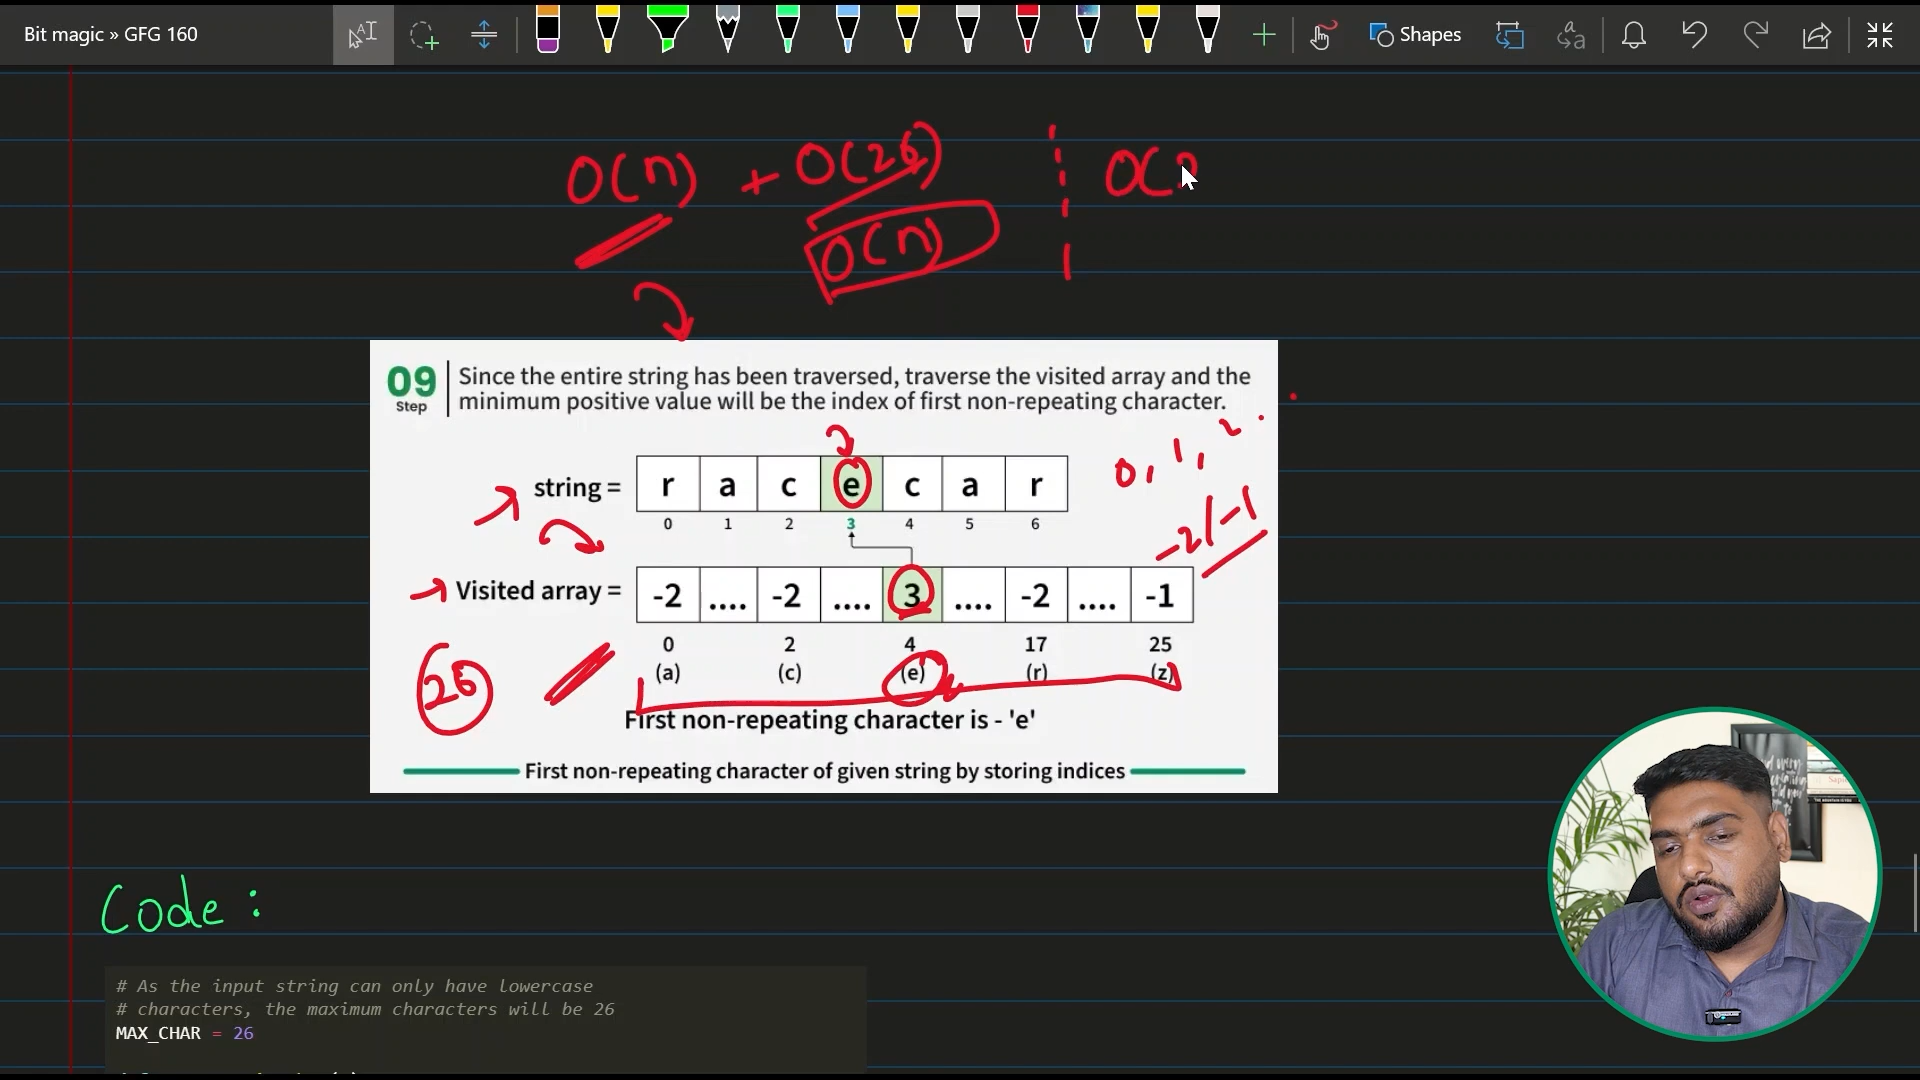 Bit magic » GFG 160
Shapes
O(n) + O(26)
O(n)
O(2
09
Step
Since the entire string has been traversed, traverse the visited array and the
minimum positive value will be the index of first non-repeating character.
0, 1, 2
string = r a c e c a r
0 1 2 3 4 5 6
-2/-1
Visited array = -2 .... -2 .... 3 .... -2 .... -1
0 2 4 17 25
(a) (c) (e) (r) (z)
26
First non-repeating character is - 'e'
First non-repeating character of given string by storing indices
Code :
# As the input string can only have lowercase
# characters, the maximum characters will be 26
MAX_CHAR = 26